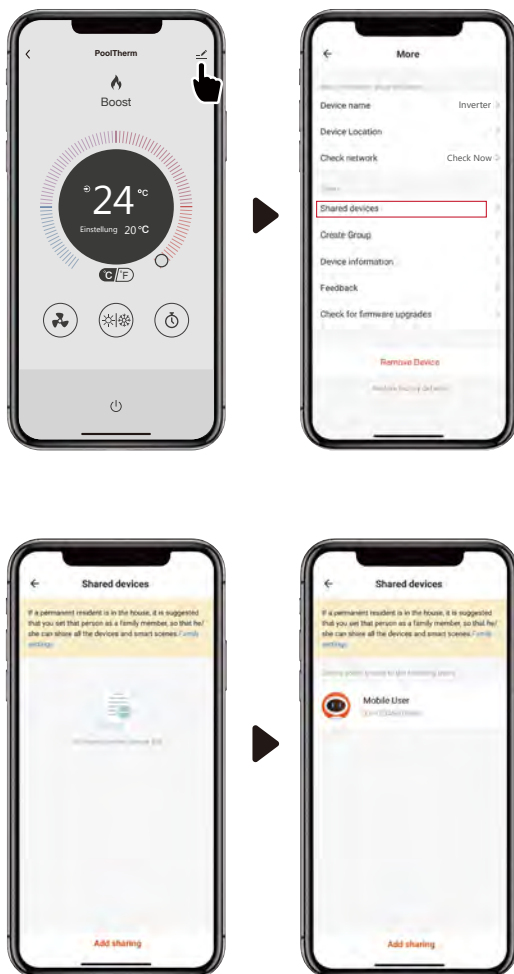 PoolTherm
Boost
24 °C
Einstellung 20 °C
°C / °F
More
Device name Inverter
Device Location
Check network Check Now
Shared devices
Create Group
Device information
Feedback
Check for firmware upgrades
Remove Device
Shared devices
If a permanent resident is in the house, it is suggested
that you set that person as a family member, so that he/
she can share all the devices and smart scenes. Family
settings
Add sharing
Shared devices
If a permanent resident is in the house, it is suggested
that you set that person as a family member, so that he/
she can share all the devices and smart scenes. Family
settings
Mobile User
Add sharing